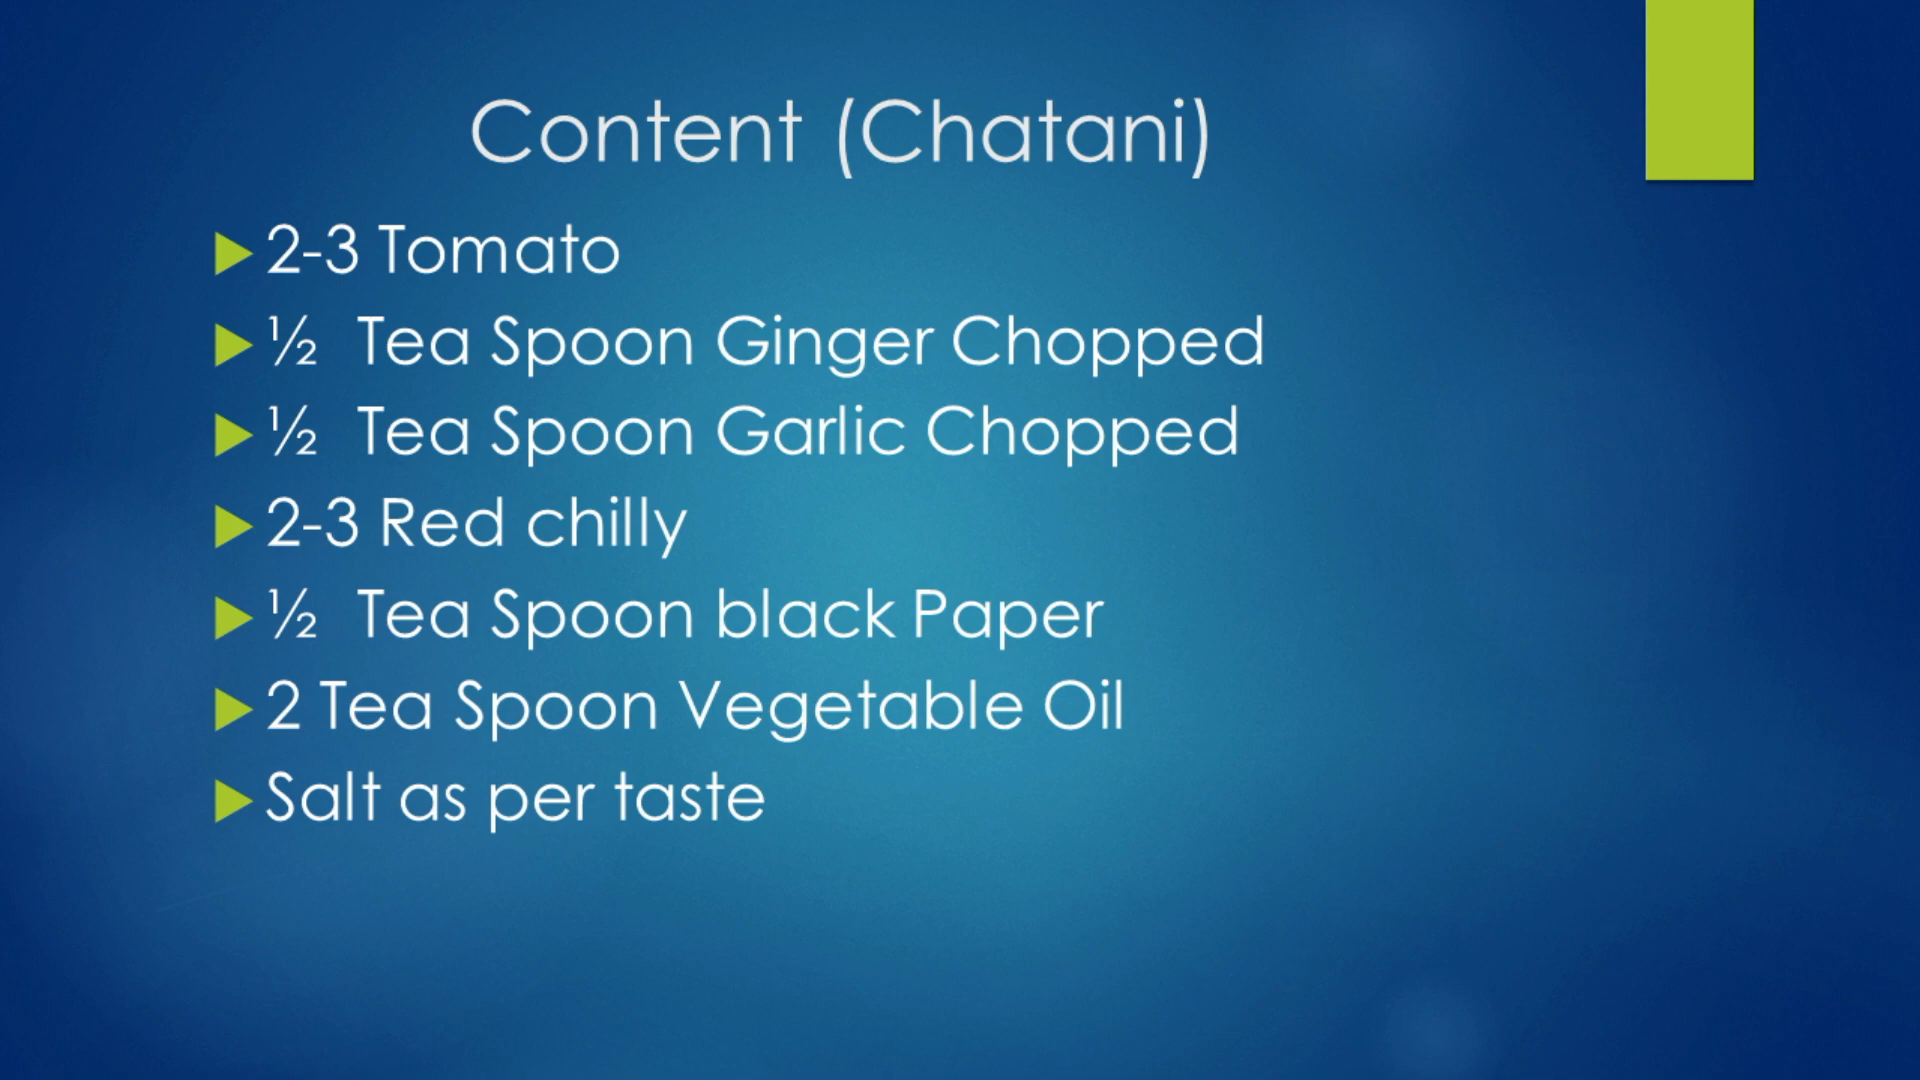 Content (Chatani)
2-3 Tomato
½ Tea Spoon Ginger Chopped
½ Tea Spoon Garlic Chopped
2-3 Red chilly
½ Tea Spoon black Paper
2 Tea Spoon Vegetable Oil
Salt as per taste